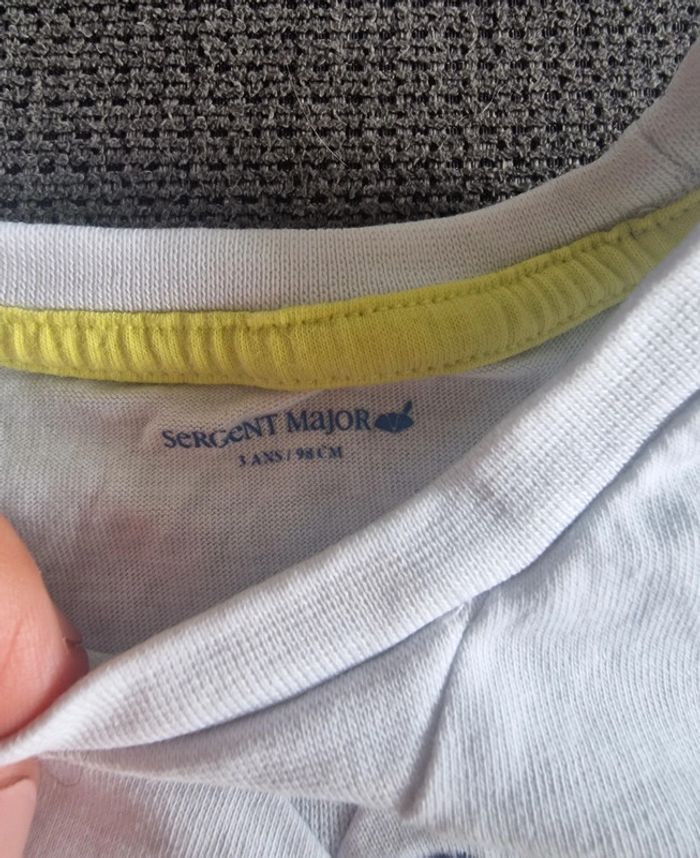 SeRGeNT MaJOR
3 ANS / 98 CM